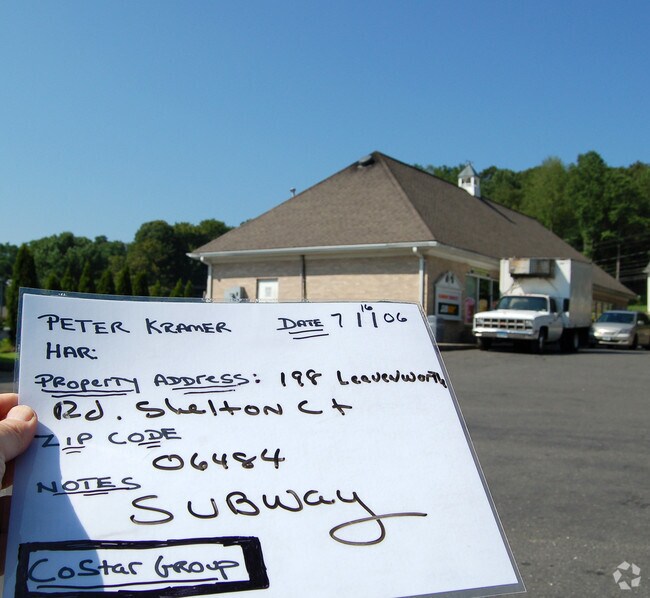 PETER KRAMER DATE 7/16/06
HAR:
PROPERTY ADDRESS: 198 Leavenworth
Rd. Shelton Ct
ZIP CODE
06484
NOTES
SUBWAY
CoStar GROUP